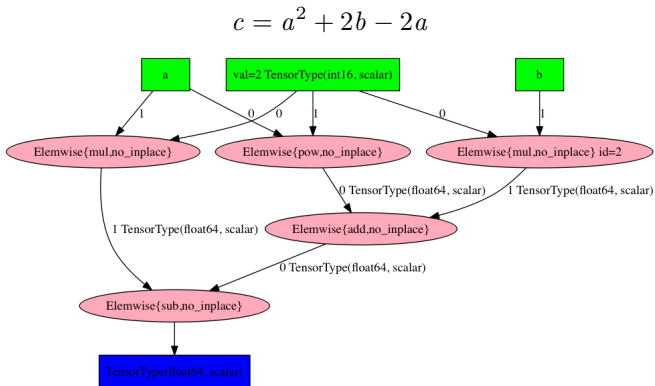 c = a² + 2b − 2a
a
val=2 TensorType(int16, scalar)
b
1
0
0
1
0
1
Elemwise{mul,no_inplace}
Elemwise{pow,no_inplace}
Elemwise{mul,no_inplace} id=2
0 TensorType(float64, scalar)
1 TensorType(float64, scalar)
1 TensorType(float64, scalar)
Elemwise{add,no_inplace}
0 TensorType(float64, scalar)
Elemwise{sub,no_inplace}
TensorType(float64, scalar)